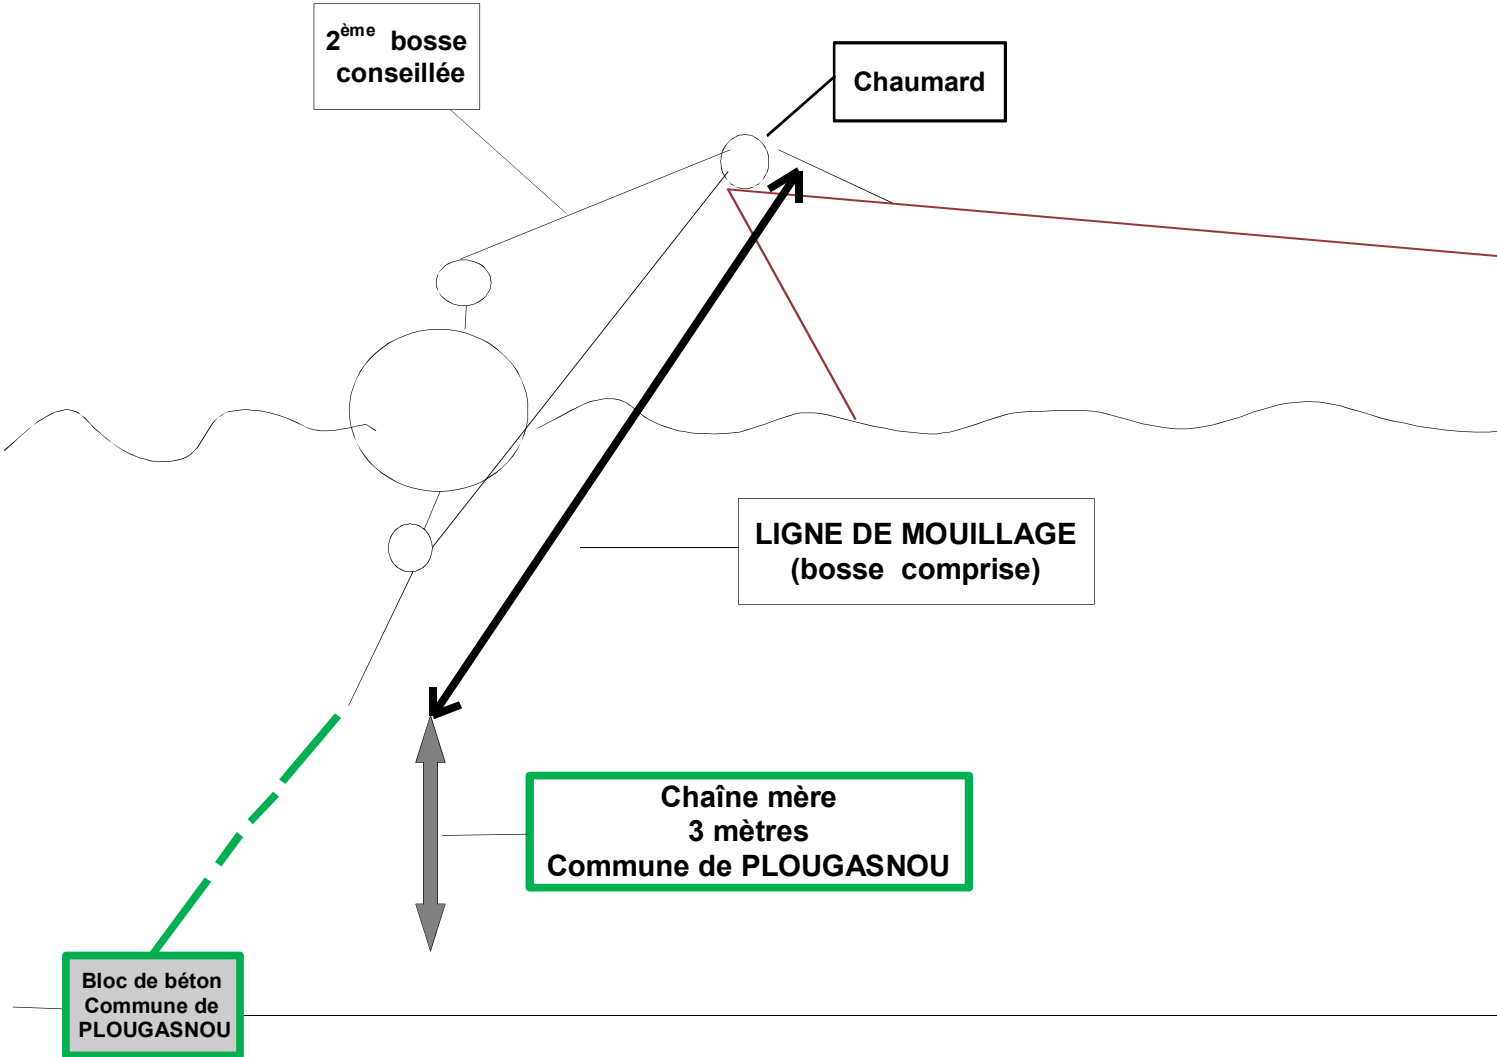 2ème bosse
conseillée
Chaumard
LIGNE DE MOUILLAGE
(bosse comprise)
Chaîne mère
3 mètres
Commune de PLOUGASNOU
Bloc de béton
Commune de
PLOUGASNOU